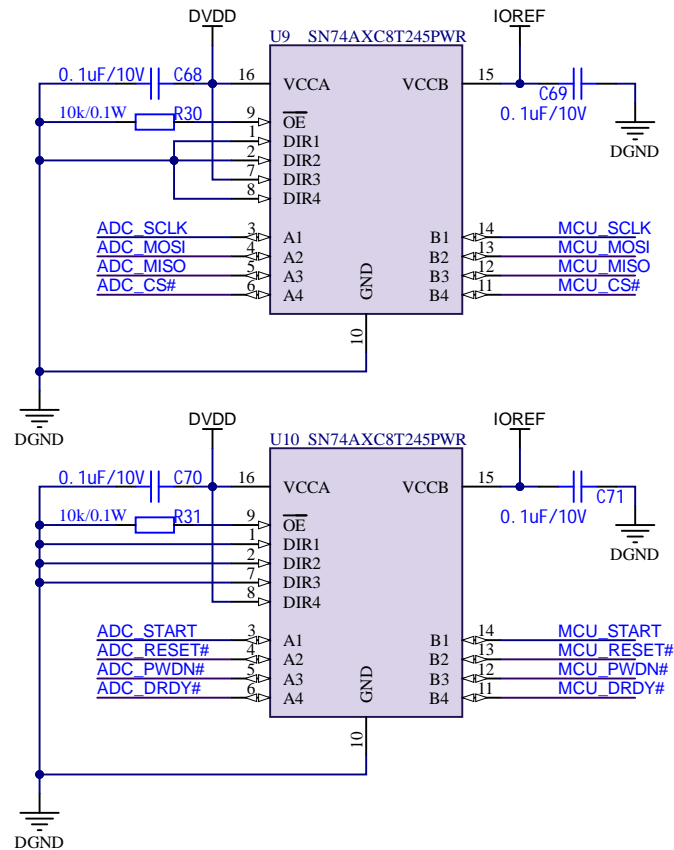 DVDD
IOREF
U9 SN74AXC8T245PWR
0.1uF/10V C68
16 VCCA VCCB 15
C69
0.1uF/10V
10k/0.1W R30
9 OE
1 DIR1
2 DIR2
7 DIR3
8 DIR4
DGND
ADC_SCLK 3 A1 B1 14 MCU_SCLK
ADC_MOSI 4 A2 B2 13 MCU_MOSI
ADC_MISO 5 A3 B3 12 MCU_MISO
ADC_CS# 6 A4 B4 11 MCU_CS#
GND
10
DGND
DVDD
IOREF
U10 SN74AXC8T245PWR
0.1uF/10V C70
16 VCCA VCCB 15
C71
0.1uF/10V
10k/0.1W R31
9 OE
1 DIR1
2 DIR2
7 DIR3
8 DIR4
DGND
ADC_START 3 A1 B1 14 MCU_START
ADC_RESET# 4 A2 B2 13 MCU_RESET#
ADC_PWDN# 5 A3 B3 12 MCU_PWDN#
ADC_DRDY# 6 A4 B4 11 MCU_DRDY#
GND
10
DGND